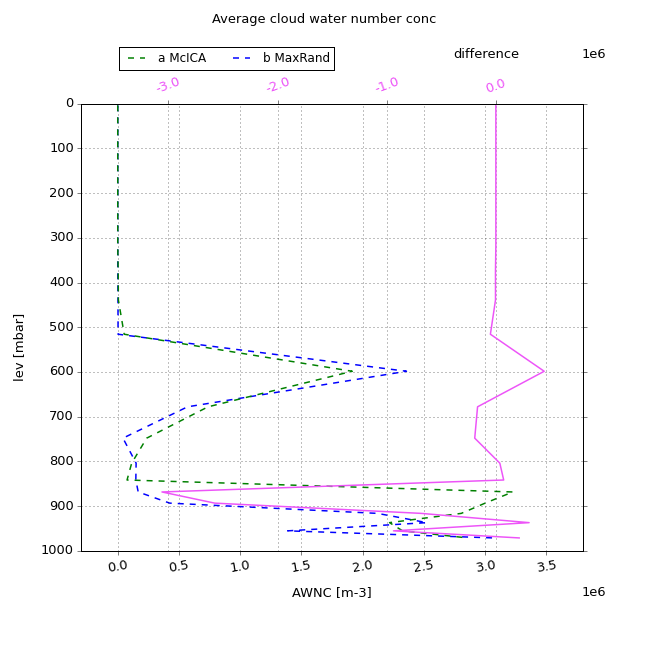 Average cloud water number conc
a McICA b MaxRand
difference 1e6
-3.0 -2.0 -1.0 0.0
0
100
200
300
400
500
600
700
800
900
1000
lev [mbar]
0.0 0.5 1.0 1.5 2.0 2.5 3.0 3.5
AWNC [m-3] 1e6